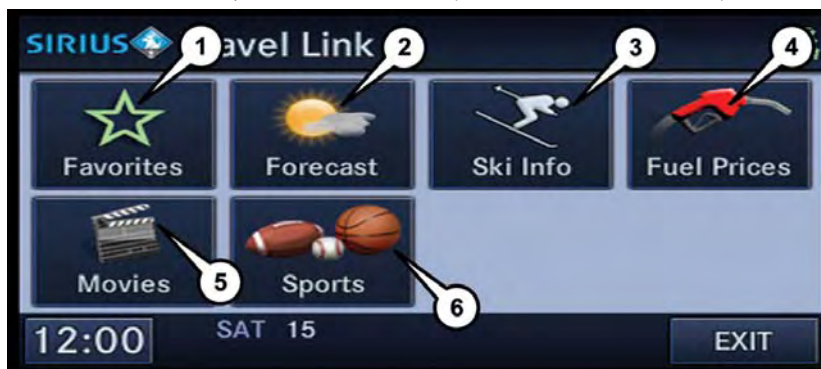 SIRIUS 1 avel Link 2 3 4
Favorites Forecast Ski Info Fuel Prices
Movies 5 Sports 6
12:00 SAT 15 EXIT